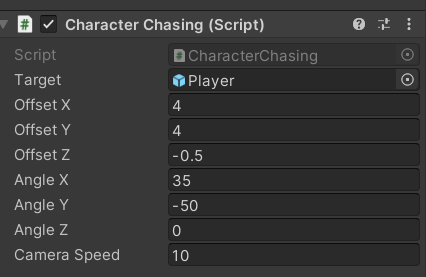 Character Chasing (Script)
Script CharacterChasing
Target Player
Offset X 4
Offset Y 4
Offset Z -0.5
Angle X 35
Angle Y -50
Angle Z 0
Camera Speed 10